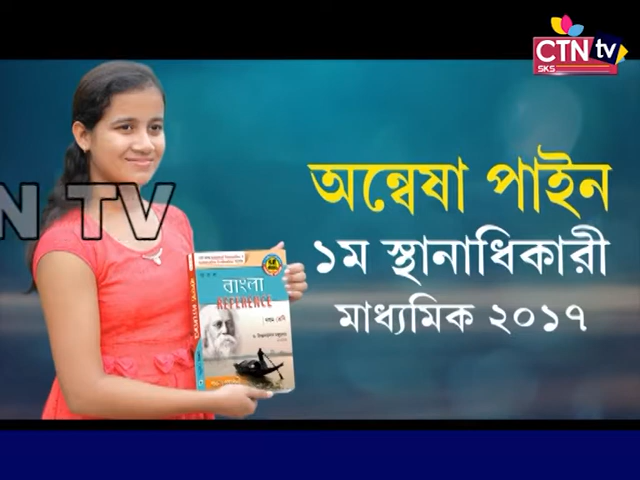 CTN tv
SKS
N TV
অন্বেষা পাইন
১ম স্থানাধিকারী
মাধ্যমিক ২০১৭
বাংলা
REFERENCE